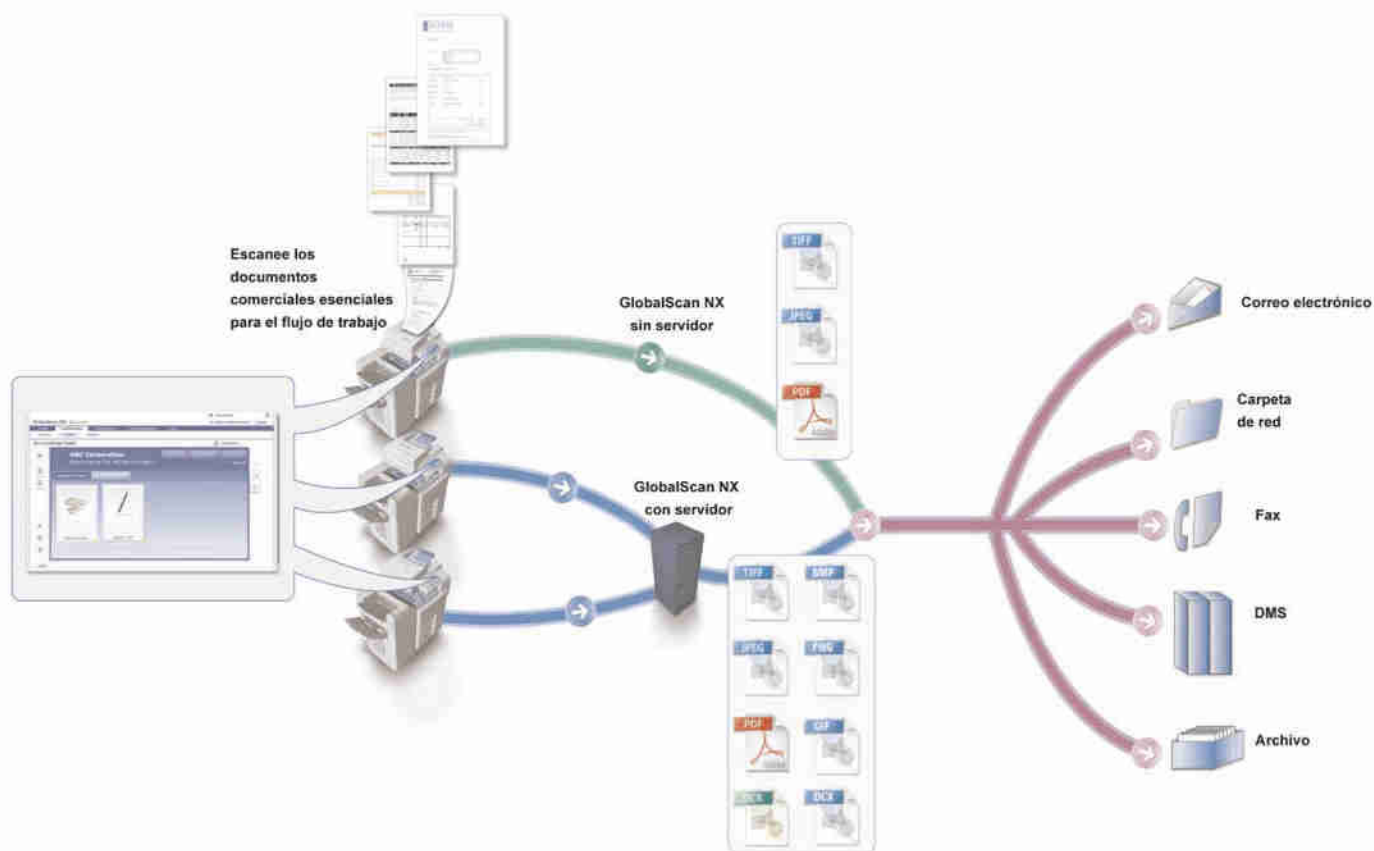 Escanee los
documentos
comerciales esenciales
para el flujo de trabajo
GlobalScan NX
sin servidor
TIFF
JPEG
PDF
GlobalScan NX
con servidor
TIFF
BMP
JPEG
PNG
PDF
GIF
DCX
Correo electrónico
Carpeta
de red
Fax
DMS
Archivo